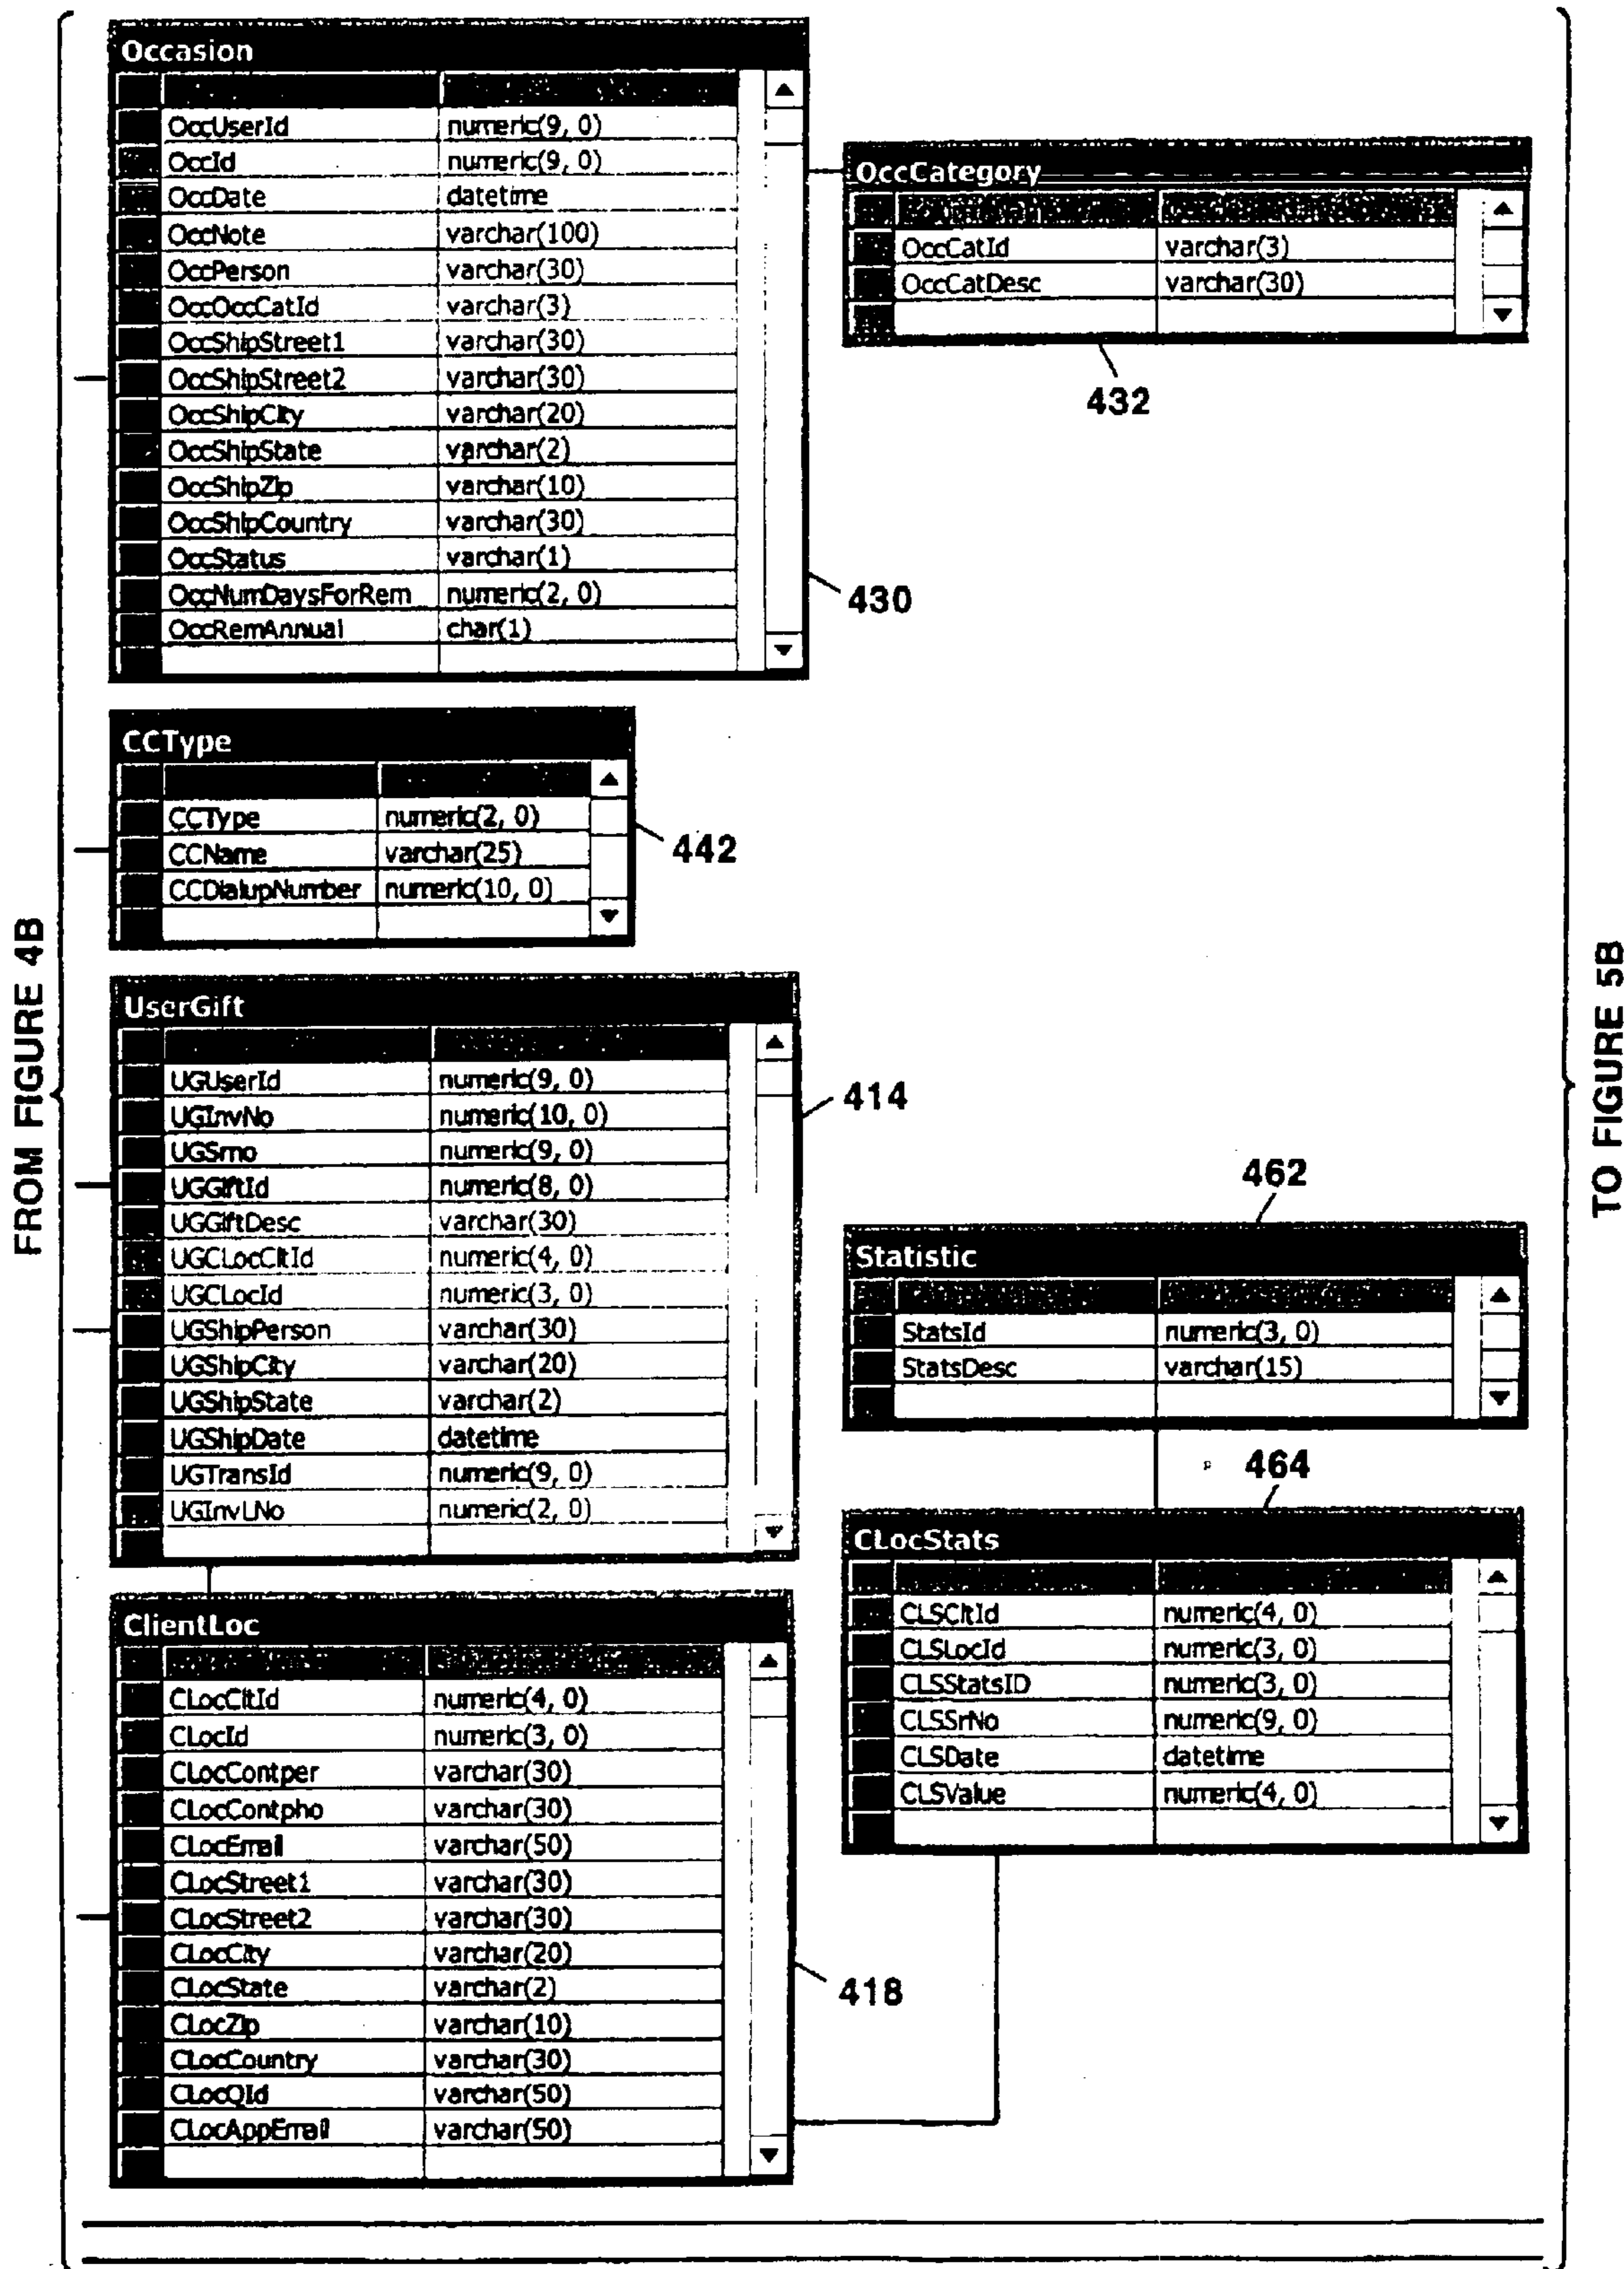 FROM FIGURE 4B
Occasion
OccUserId numeric(9, 0)
OccId numeric(9, 0)
OccDate datetime
OccNote varchar(100)
OccPerson varchar(30)
OccOccCatId varchar(3)
OccShipStreet1 varchar(30)
OccShipStreet2 varchar(30)
OccShipCity varchar(20)
OccShipState varchar(2)
OccShipZip varchar(10)
OccShipCountry varchar(30)
OccStatus varchar(1)
OccNumDaysForRem numeric(2, 0)
OccRemAnnual char(1)
430
OccCategory
OccCatId varchar(3)
OccCatDesc varchar(30)
432
CCType
CCType numeric(2, 0)
CCName varchar(25)
CCDialupNumber numeric(10, 0)
442
UserGift
UGUserId numeric(9, 0)
UGInvNo numeric(10, 0)
UGSrno numeric(9, 0)
UGGiftId numeric(8, 0)
UGGiftDesc varchar(30)
UGCLocCltId numeric(4, 0)
UGCLocId numeric(3, 0)
UGShipPerson varchar(30)
UGShipCity varchar(20)
UGShipState varchar(2)
UGShipDate datetime
UGTransId numeric(9, 0)
UGInvLNo numeric(2, 0)
414
462
Statistic
StatsId numeric(3, 0)
StatsDesc varchar(15)
464
CLocStats
CLSCltId numeric(4, 0)
CLSLocId numeric(3, 0)
CLSStatsID numeric(3, 0)
CLSSrNo numeric(9, 0)
CLSDate datetime
CLSValue numeric(4, 0)
ClientLoc
CLocCltId numeric(4, 0)
CLocId numeric(3, 0)
CLocContper varchar(30)
CLocContpho varchar(30)
CLocEmail varchar(50)
CLocStreet1 varchar(30)
CLocStreet2 varchar(30)
CLocCity varchar(20)
CLocState varchar(2)
CLocZip varchar(10)
CLocCountry varchar(30)
CLocQId varchar(50)
CLocAppEmail varchar(50)
418
TO FIGURE 5B